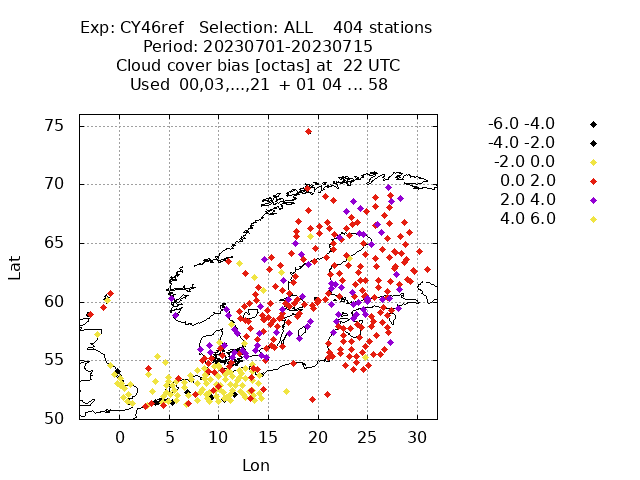 Exp: CY46ref   Selection: ALL    404 stations
Period: 20230701-20230715
Cloud cover bias [octas] at  22 UTC
Used  00,03,...,21  + 01 04 ... 58
-6.0 -4.0
-4.0 -2.0
-2.0 0.0
0.0 2.0
2.0 4.0
4.0 6.0
75
70
65
60
55
50
Lat
0 5 10 15 20 25 30
Lon